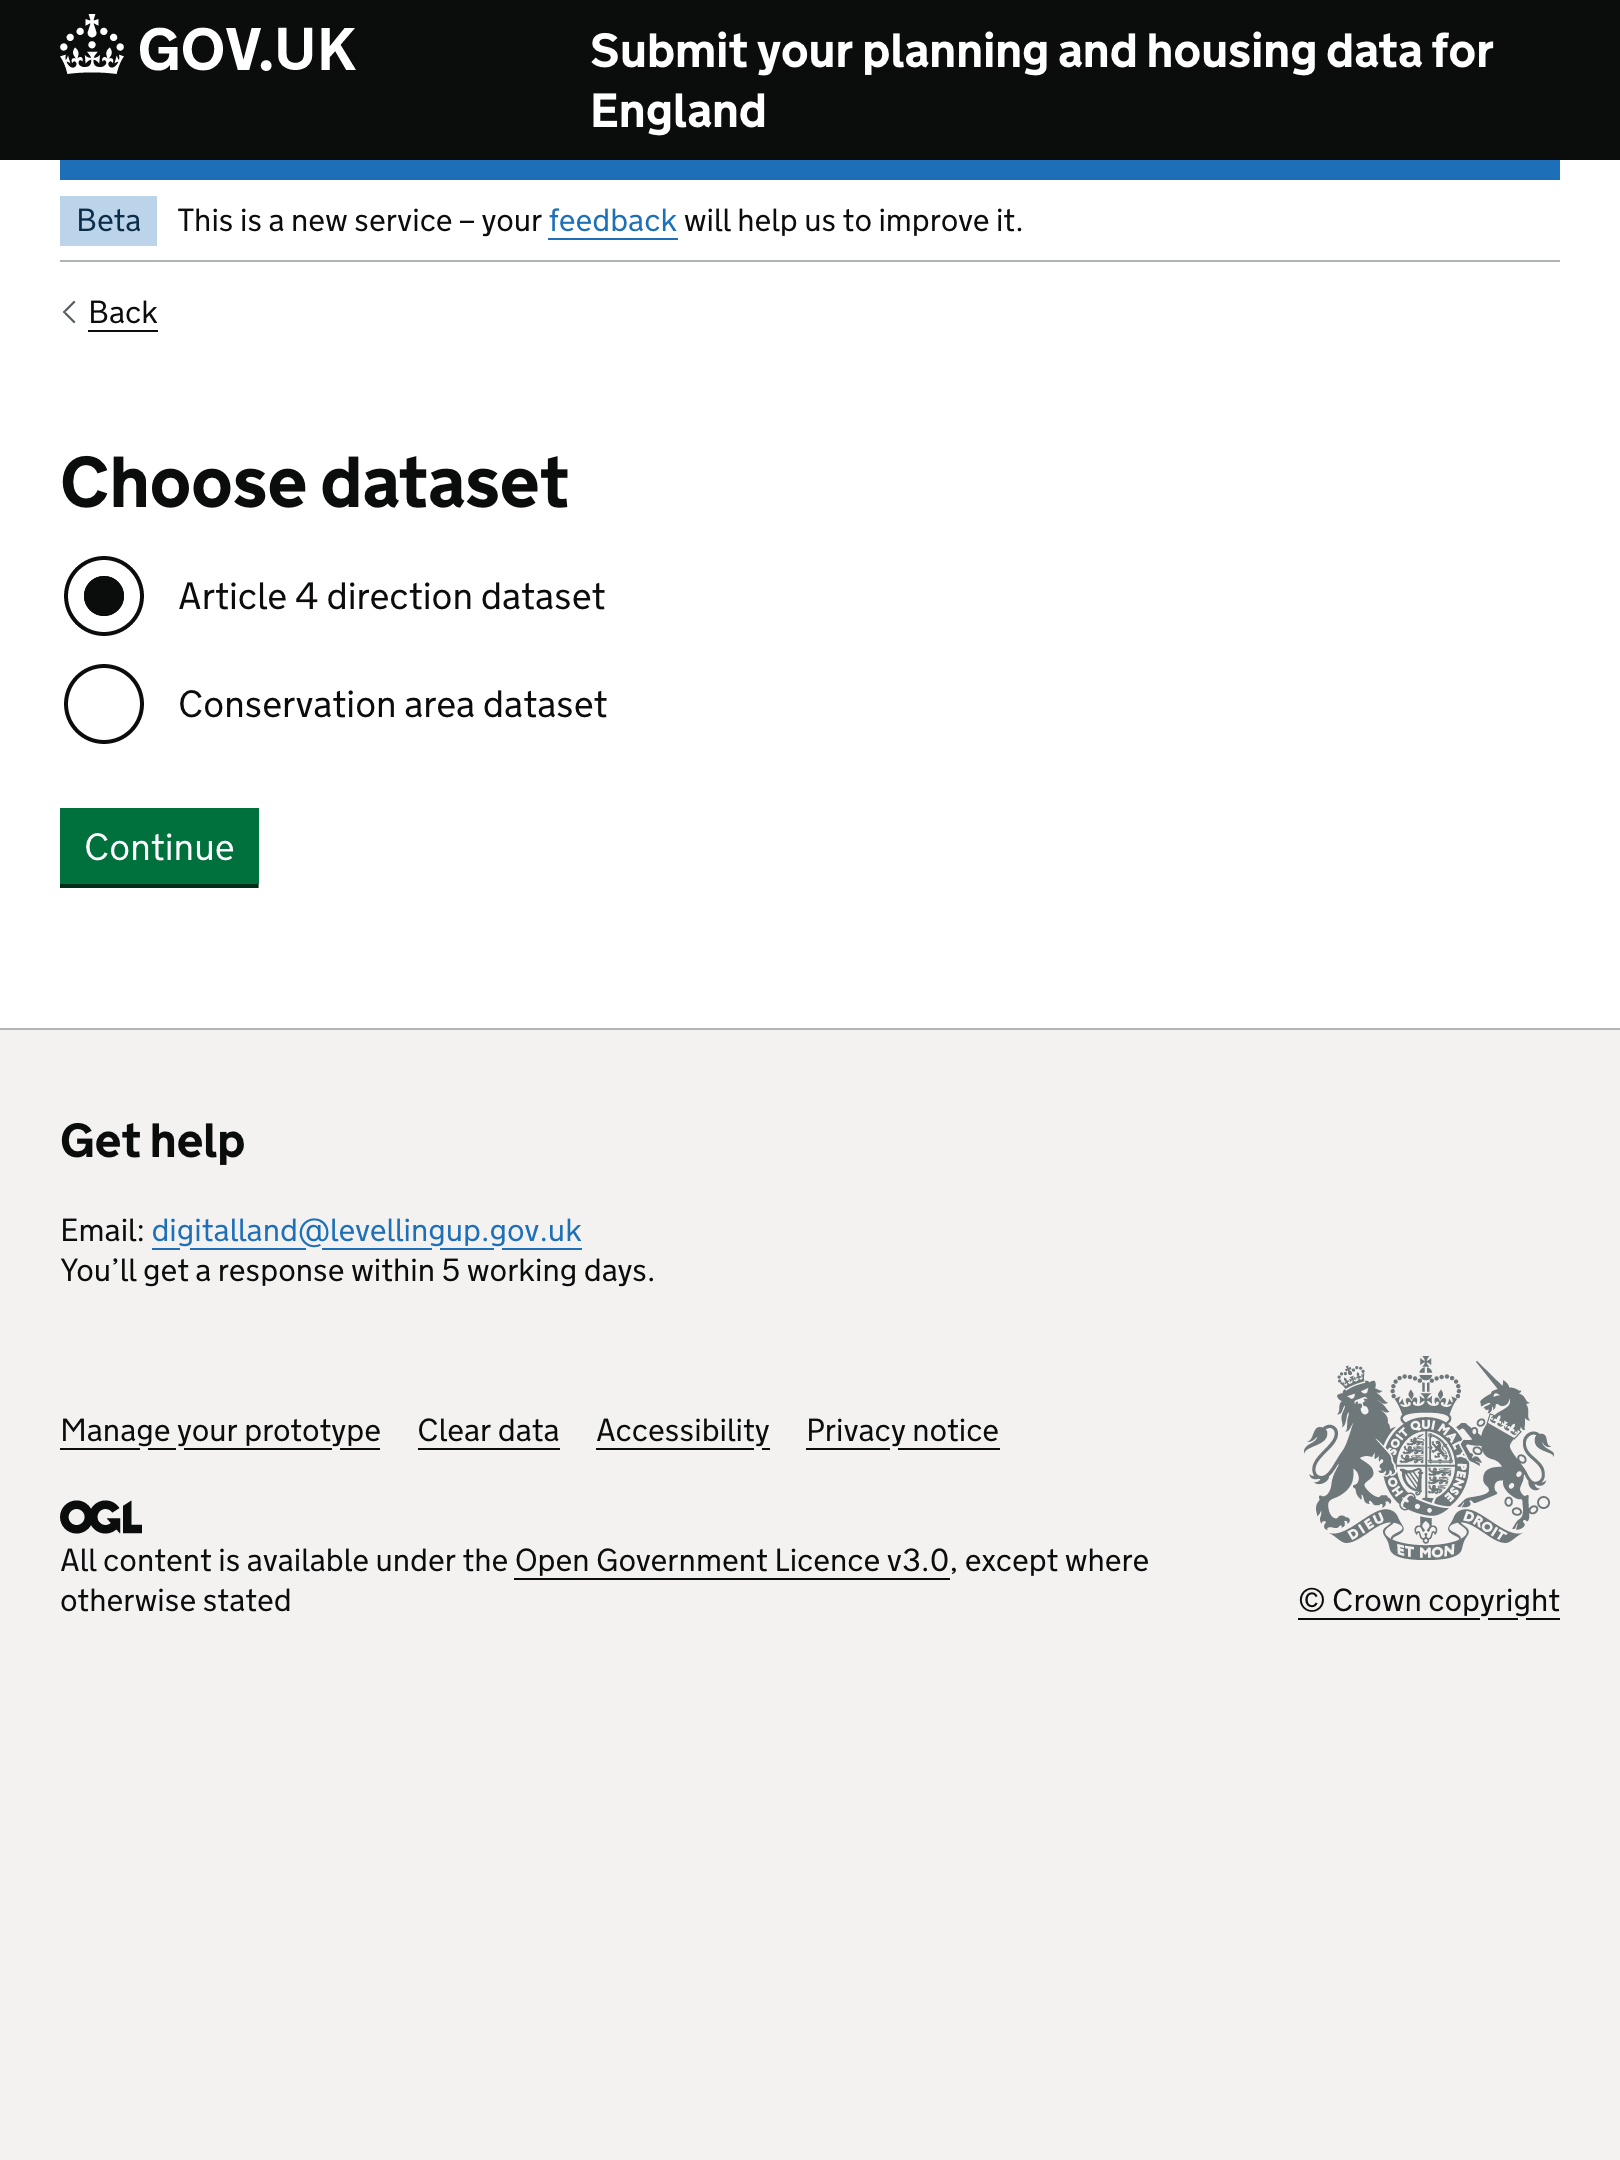 GOV.UK
Submit your planning and housing data for
England
Beta
This is a new service – your feedback will help us to improve it.
Back
Choose dataset
Article 4 direction dataset
Conservation area dataset
Continue
Get help
Email: digitalland@levellingup.gov.uk
You’ll get a response within 5 working days.
Manage your prototype
Clear data
Accessibility
Privacy notice
OGL
All content is available under the Open Government Licence v3.0, except where
otherwise stated
SOIT QUI MAL
PENSE
HON
DIEU
ET MON
DROIT
© Crown copyright